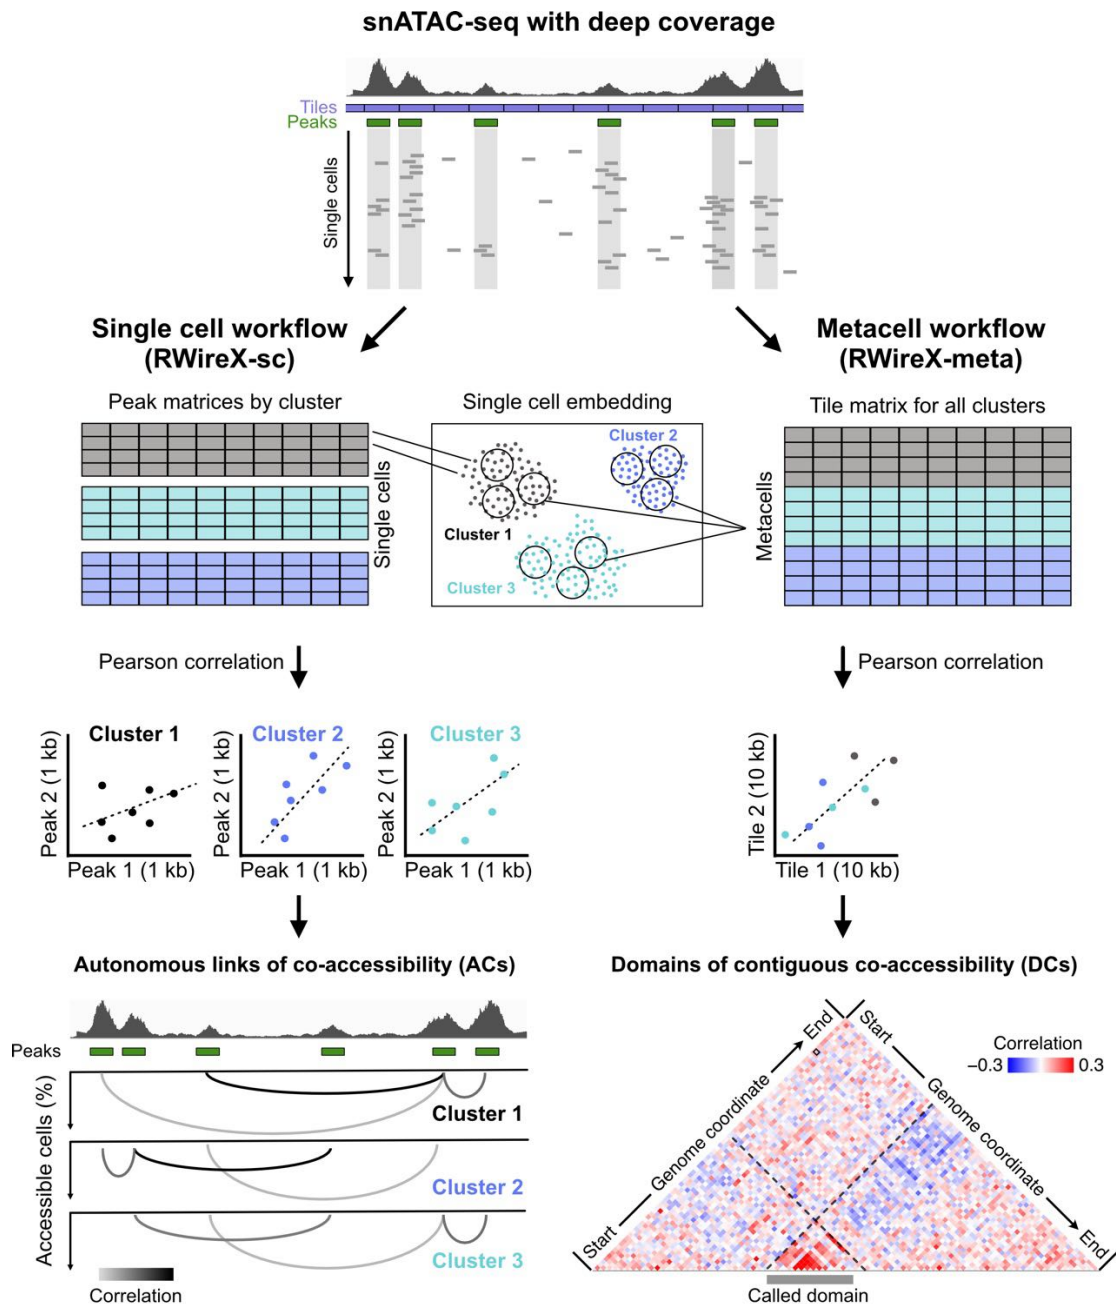 snATAC-seq with deep coverage
Tiles
Peaks
Single cells
Single cell workflow
(RWireX-sc)
Metacell workflow
(RWireX-meta)
Peak matrices by cluster
Single cell embedding
Tile matrix for all clusters
Single cells
Cluster 1
Cluster 2
Cluster 3
Metacells
Pearson correlation
Pearson correlation
Cluster 1
Peak 2 (1 kb)
Peak 1 (1 kb)
Cluster 2
Peak 2 (1 kb)
Peak 1 (1 kb)
Cluster 3
Peak 2 (1 kb)
Peak 1 (1 kb)
Tile 2 (10 kb)
Tile 1 (10 kb)
Autonomous links of co-accessibility (ACs)
Peaks
Accessible cells (%)
Cluster 1
Cluster 2
Cluster 3
Correlation
Domains of contiguous co-accessibility (DCs)
Start
Genome coordinate
End
Start
Genome coordinate
End
Correlation
−0.3
0.3
Called domain